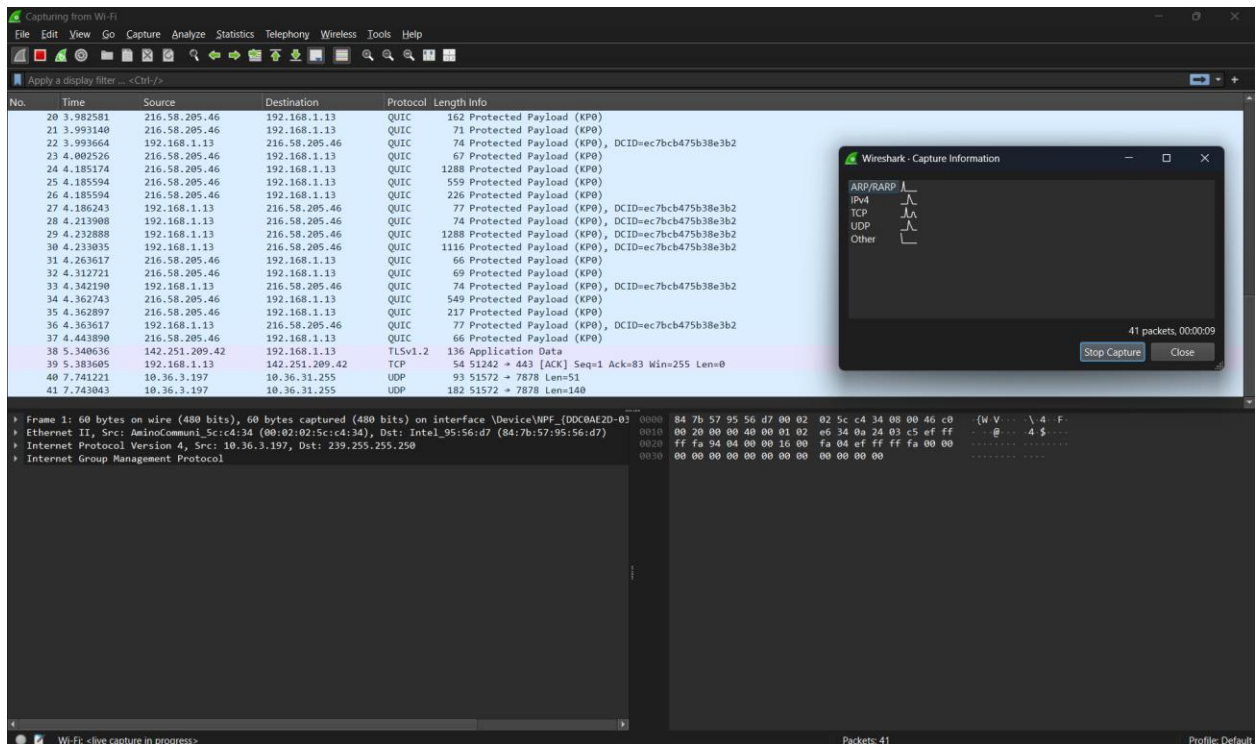 Capturing from Wi-Fi
File Edit View Go Capture Analyze Statistics Telephony Wireless Tools Help
Apply a display filter ... <Ctrl-/>
No. Time Source Destination Protocol Length Info
20 3.982581 216.58.205.46 192.168.1.13 QUIC 162 Protected Payload (KP0)
21 3.993140 216.58.205.46 192.168.1.13 QUIC 71 Protected Payload (KP0)
22 3.993664 192.168.1.13 216.58.205.46 QUIC 74 Protected Payload (KP0), DCID=ec7bcb475b38e3b2
23 4.002526 216.58.205.46 192.168.1.13 QUIC 67 Protected Payload (KP0)
24 4.185174 216.58.205.46 192.168.1.13 QUIC 1288 Protected Payload (KP0)
25 4.185594 216.58.205.46 192.168.1.13 QUIC 559 Protected Payload (KP0)
26 4.185594 216.58.205.46 192.168.1.13 QUIC 226 Protected Payload (KP0)
27 4.186243 192.168.1.13 216.58.205.46 QUIC 77 Protected Payload (KP0), DCID=ec7bcb475b38e3b2
28 4.213908 192.168.1.13 216.58.205.46 QUIC 74 Protected Payload (KP0), DCID=ec7bcb475b38e3b2
29 4.232888 192.168.1.13 216.58.205.46 QUIC 1288 Protected Payload (KP0), DCID=ec7bcb475b38e3b2
30 4.233035 192.168.1.13 216.58.205.46 QUIC 1116 Protected Payload (KP0), DCID=ec7bcb475b38e3b2
31 4.263617 216.58.205.46 192.168.1.13 QUIC 66 Protected Payload (KP0)
32 4.312721 216.58.205.46 192.168.1.13 QUIC 69 Protected Payload (KP0)
33 4.342190 192.168.1.13 216.58.205.46 QUIC 74 Protected Payload (KP0), DCID=ec7bcb475b38e3b2
34 4.362743 216.58.205.46 192.168.1.13 QUIC 549 Protected Payload (KP0)
35 4.362897 216.58.205.46 192.168.1.13 QUIC 217 Protected Payload (KP0)
36 4.363617 192.168.1.13 216.58.205.46 QUIC 77 Protected Payload (KP0), DCID=ec7bcb475b38e3b2
37 4.443890 216.58.205.46 192.168.1.13 QUIC 66 Protected Payload (KP0)
38 5.340636 142.251.209.42 192.168.1.13 TLSv1.2 136 Application Data
39 5.383605 192.168.1.13 142.251.209.42 TCP 54 51242 → 443 [ACK] Seq=1 Ack=83 Win=255 Len=0
40 7.741221 10.36.3.197 10.36.31.255 UDP 93 51572 → 7878 Len=51
41 7.743043 10.36.3.197 10.36.31.255 UDP 182 51572 → 7878 Len=140
Wireshark · Capture Information
ARP/RARP
IPv4
TCP
UDP
Other
41 packets, 00:00:09
Stop Capture Close
Frame 1: 60 bytes on wire (480 bits), 60 bytes captured (480 bits) on interface \Device\NPF_{DDC0AE2D-03
Ethernet II, Src: AminoCommuni_5c:c4:34 (00:02:02:5c:c4:34), Dst: Intel_95:56:d7 (84:7b:57:95:56:d7)
Internet Protocol Version 4, Src: 10.36.3.197, Dst: 239.255.255.250
Internet Group Management Protocol
0000 84 7b 57 95 56 d7 00 02 02 5c c4 34 08 00 46 c0 ·{W·V··· ·\·4··F·
0010 00 20 00 00 40 00 01 02 e6 34 0a 24 03 c5 ef ff · ··@··· ·4·$····
0020 ff fa 94 04 00 00 16 00 fa 04 ef ff ff fa 00 00 ········ ········
0030 00 00 00 00 00 00 00 00 00 00 00 00 ········ ····
Wi-Fi: <live capture in progress> Packets: 41 Profile: Default